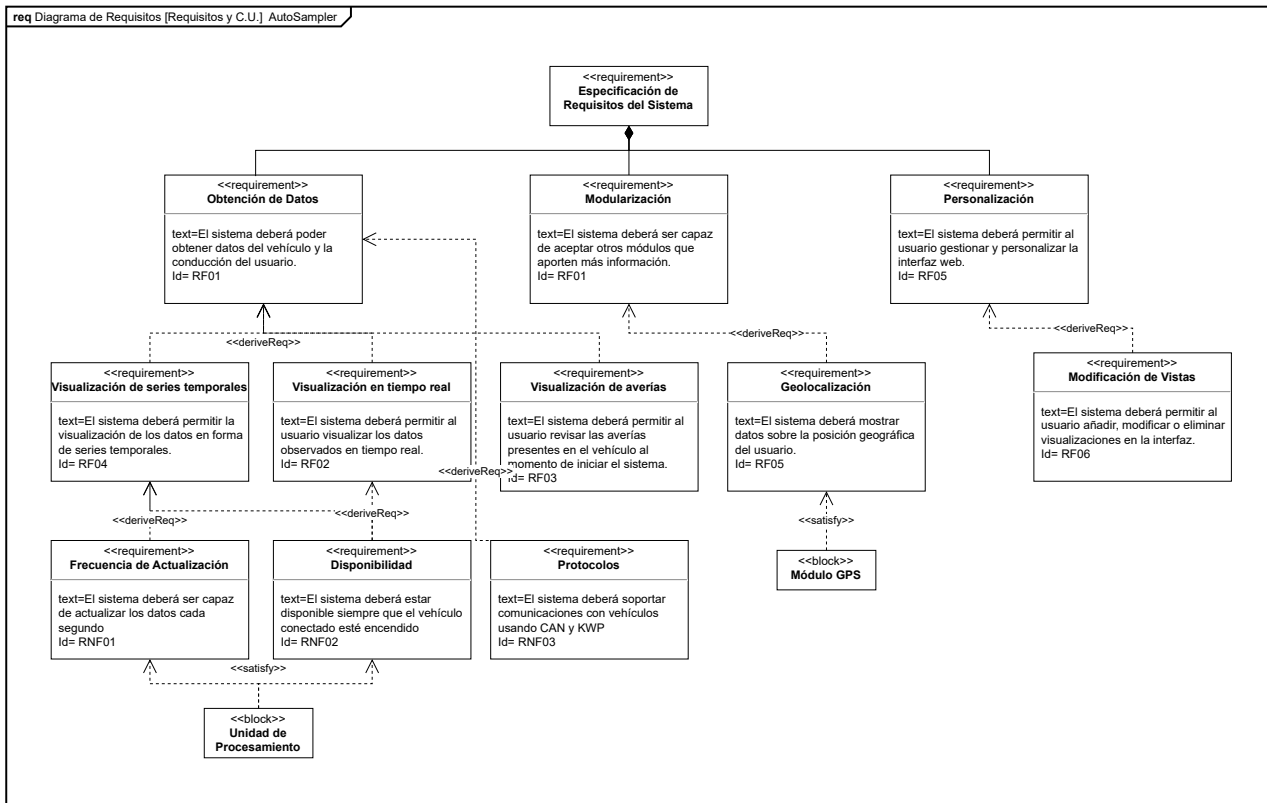 req Diagrama de Requisitos [Requisitos y C.U.] AutoSampler
<<requirement>>
Especificación de
Requisitos del Sistema
<<requirement>>
Obtención de Datos
text=El sistema deberá poder
obtener datos del vehículo y la
conducción del usuario.
Id= RF01
<<requirement>>
Modularización
text=El sistema deberá ser capaz
de aceptar otros módulos que
aporten más información.
Id= RF01
<<requirement>>
Personalización
text=El sistema deberá permitir al
usuario gestionar y personalizar la
interfaz web.
Id= RF05
<<deriveReq>>
<<deriveReq>>
<<deriveReq>>
<<requirement>>
Visualización de series temporales
text=El sistema deberá permitir la
visualización de los datos en forma
de series temporales.
Id= RF04
<<requirement>>
Visualización en tiempo real
text=El sistema deberá permitir al
usuario visualizar los datos
observados en tiempo real.
Id= RF02
<<requirement>>
Visualización de averías
text=El sistema deberá permitir al
usuario revisar las averías
presentes en el vehículo al
momento de iniciar el sistema.
Id= RF03
<<requirement>>
Geolocalización
text=El sistema deberá mostrar
datos sobre la posición geográfica
del usuario.
Id= RF05
<<requirement>>
Modificación de Vistas
text=El sistema deberá permitir al
usuario añadir, modificar o eliminar
visualizaciones en la interfaz.
Id= RF06
<<deriveReq>>
<<deriveReq>>
<<deriveReq>>
<<satisfy>>
<<requirement>>
Frecuencia de Actualización
text=El sistema deberá ser capaz
de actualizar los datos cada
segundo
Id= RNF01
<<requirement>>
Disponibilidad
text=El sistema deberá estar
disponible siempre que el vehículo
conectado esté encendido
Id= RNF02
<<requirement>>
Protocolos
text=El sistema deberá soportar
comunicaciones con vehículos
usando CAN y KWP
Id= RNF03
<<block>>
Módulo GPS
<<satisfy>>
<<block>>
Unidad de
Procesamiento